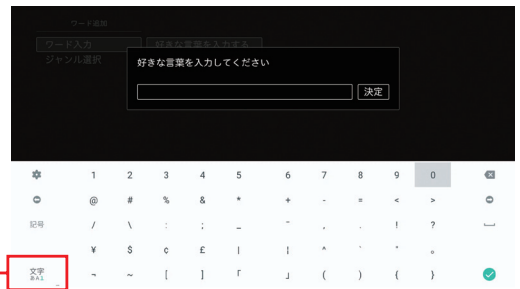 ワード追加
ワード入力 好きな言葉を入力する
ジャンル選択
好きな言葉を入力してください
決定
1 2 3 4 5 6 7 8 9 0
@ # % & * + - = < >
記号 / \ : ; _ ~ , . ! ?
¥ $ ¢ £ | ¦ ^ ` " 。
文字 ¬ ~ [ ] 「 」 ( ) { }
あA1